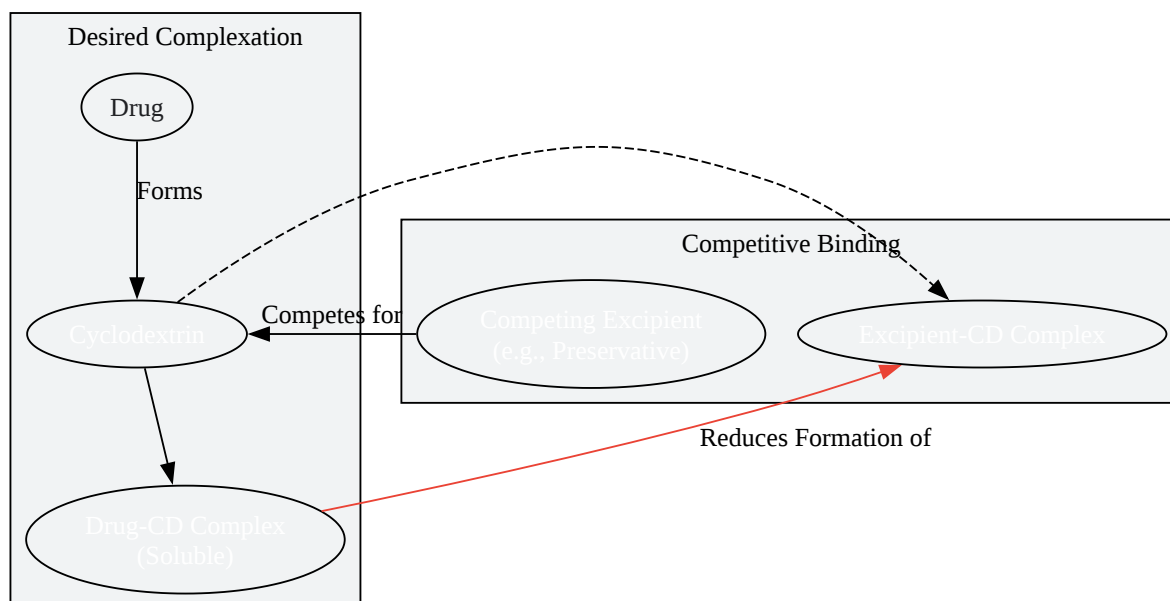 Desired Complexation
Drug
Forms
Competitive Binding
Cyclodextrin
Competes for
Competing Excipient
(e.g., Preservative)
Excipient-CD Complex
Reduces Formation of
Drug-CD Complex
(Soluble)